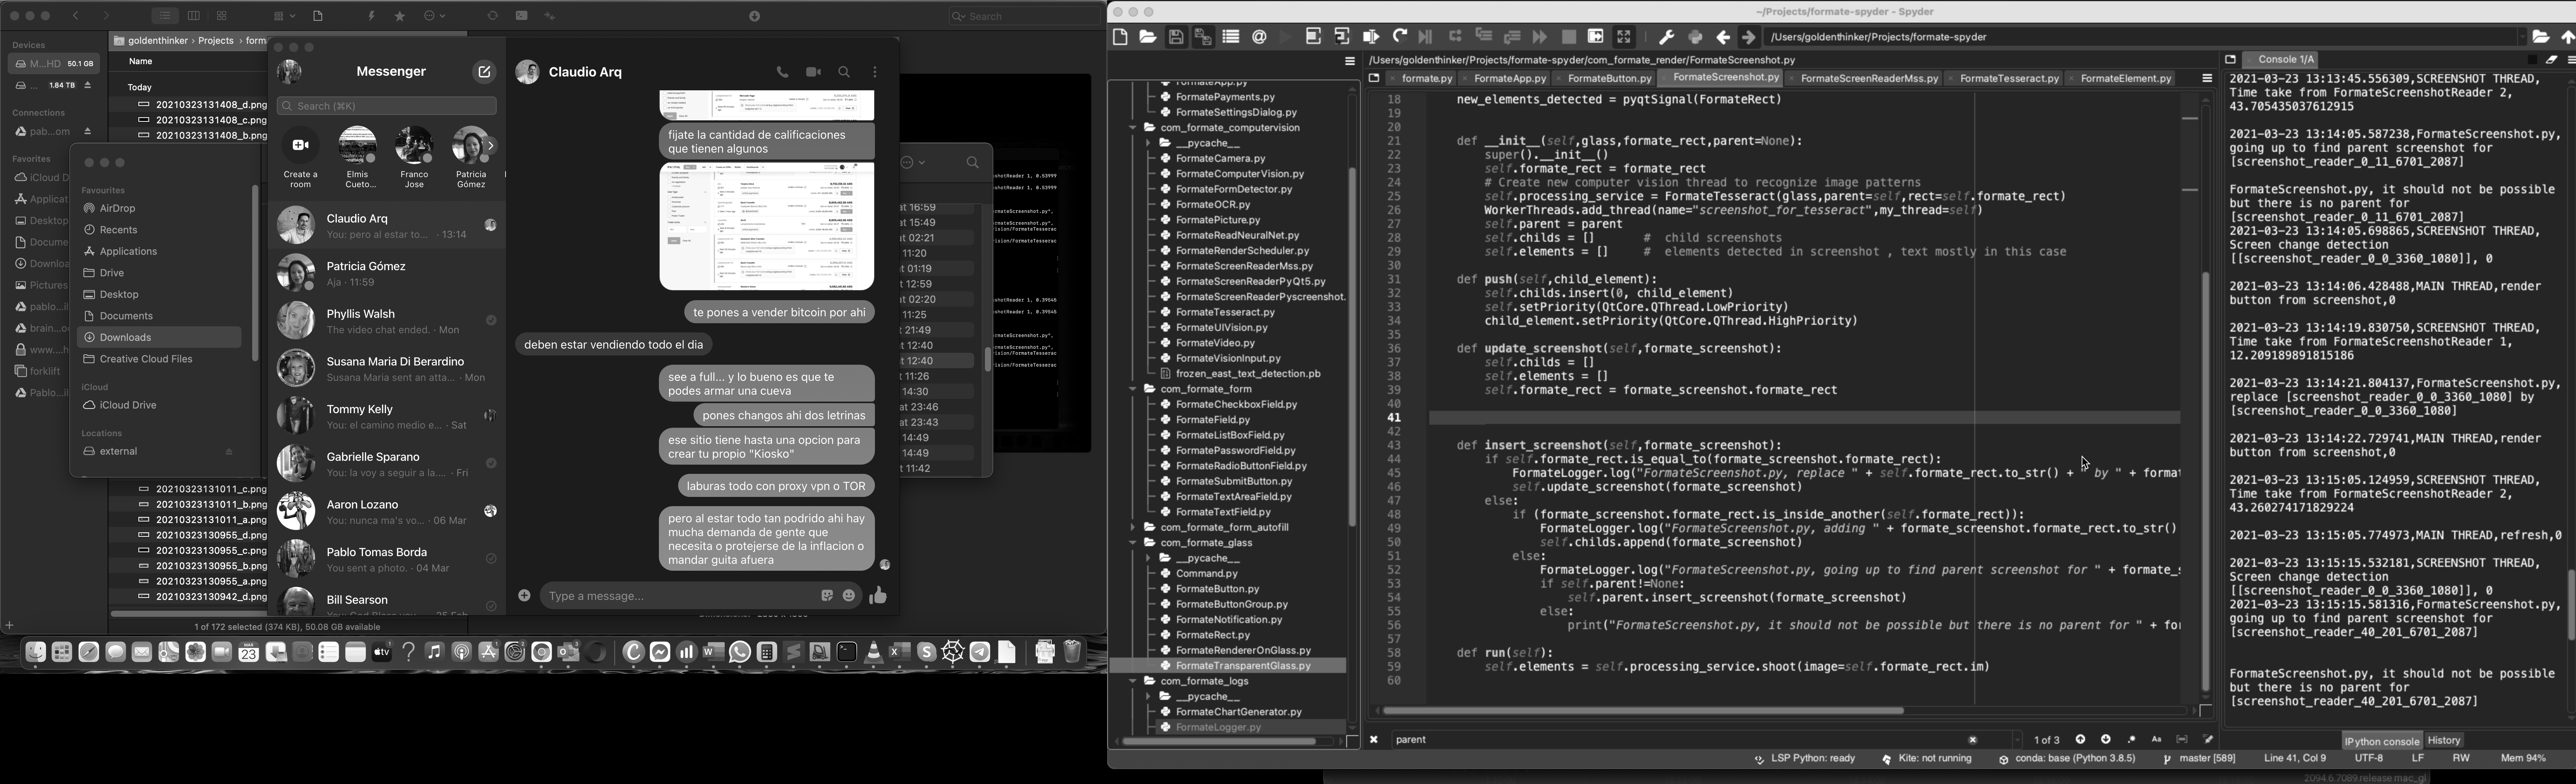 Search
Devices
M...HD 50.1 GB
... 1.84 TB
Connections
pab...om
Favorites
iCloud D
Applicat
Desktop
Docume
Downloa
Pictures
pablo...il
brain...o
www....h
forklift
Pablo...il
goldenthinker › Projects › form
Name
Today
20210323131408_d.png
20210323131408_c.png
20210323131408_b.png
20210323131011_c.png
20210323131011_b.png
20210323131011_a.png
20210323130955_d.png
20210323130955_c.png
20210323130955_b.png
20210323130955_a.png
20210323130942_d.png
1 of 172 selected (374 KB), 50.08 GB available
Favourites
AirDrop
Recents
Applications
Drive
Desktop
Documents
Downloads
Creative Cloud Files
iCloud
iCloud Drive
Locations
external
at 16:59
at 15:49
at 02:21
11:20
at 01:19
12:59
at 02:20
11:25
21:49
12:40
12:40
11:26
14:30
at 23:46
at 23:43
14:49
14:49
11:42
Messenger
Search (⌘K)
Create a room
Elmis Cueto...
Franco Jose
Patricia Gómez
Claudio Arq
You: pero al estar to... · 13:14
Patricia Gómez
Aja · 11:59
Phyllis Walsh
The video chat ended. · Mon
Susana Maria Di Berardino
Susana Maria sent an atta... · Mon
Tommy Kelly
You: el camino medio e... · Sat
Gabrielle Sparano
You: la voy a seguir a la.... · Fri
Aaron Lozano
You: nunca ma's vo... · 06 Mar
Pablo Tomas Borda
You sent a photo. · 04 Mar
Bill Searson
Claudio Arq
fijate la cantidad de calificaciones
que tienen algunos
te pones a vender bitcoin por ahi
deben estar vendiendo todo el dia
see a full... y lo bueno es que te
podes armar una cueva
pones changos ahi dos letrinas
ese sitio tiene hasta una opcion para
crear tu propio "Kiosko"
laburas todo con proxy vpn o TOR
pero al estar todo tan podrido ahi hay
mucha demanda de gente que
necesita o protejerse de la inflacion o
mandar guita afuera
Type a message...
MAR
23
tv
~/Projects/formate-spyder - Spyder
/Users/goldenthinker/Projects/formate-spyder
/Users/goldenthinker/Projects/formate-spyder/com_formate_render/FormateScreenshot.py
formate.py
FormateApp.py
FormateButton.py
FormateScreenshot.py
FormateScreenReaderMss.py
FormateTesseract.py
FormateElement.py
FormateApp.py
FormatePayments.py
FormateSettingsDialog.py
com_formate_computervision
__pycache__
FormateCamera.py
FormateComputerVision.py
FormateFormDetector.py
FormateOCR.py
FormatePicture.py
FormateReadNeuralNet.py
FormateRenderScheduler.py
FormateScreenReaderMss.py
FormateScreenReaderPyQt5.py
FormateScreenReaderPyscreenshot.
FormateTesseract.py
FormateUIVision.py
FormateVideo.py
FormateVisionInput.py
frozen_east_text_detection.pb
com_formate_form
FormateCheckboxField.py
FormateField.py
FormateListBoxField.py
FormatePasswordField.py
FormateRadioButtonField.py
FormateSubmitButton.py
FormateTextAreaField.py
FormateTextField.py
com_formate_form_autofill
com_formate_glass
__pycache__
Command.py
FormateButton.py
FormateButtonGroup.py
FormateNotification.py
FormateRect.py
FormateRendererOnGlass.py
FormateTransparentGlass.py
com_formate_logs
__pycache__
FormateChartGenerator.py
FormateLogger.py
18 new_elements_detected = pyqtSignal(FormateRect)
19
20
21 def __init__(self,glass,formate_rect,parent=None):
22 super().__init__()
23 self.formate_rect = formate_rect
24 # Create new computer vision thread to recognize image patterns
25 self.processing_service = FormateTesseract(glass,parent=self,rect=self.formate_rect)
26 WorkerThreads.add_thread(name="screenshot_for_tesseract",my_thread=self)
27 self.parent = parent
28 self.childs = [] # child screenshots
29 self.elements = [] # elements detected in screenshot , text mostly in this case
30
31 def push(self,child_element):
32 self.childs.insert(0, child_element)
33 self.setPriority(QtCore.QThread.LowPriority)
34 child_element.setPriority(QtCore.QThread.HighPriority)
35
36 def update_screenshot(self,formate_screenshot):
37 self.childs = []
38 self.elements = []
39 self.formate_rect = formate_screenshot.formate_rect
40
41
42
43 def insert_screenshot(self,formate_screenshot):
44 if self.formate_rect.is_equal_to(formate_screenshot.formate_rect):
45 FormateLogger.log("FormateScreenshot.py, replace " + self.formate_rect.to_str() + " by " + format
46 self.update_screenshot(formate_screenshot)
47 else:
48 if (formate_screenshot.formate_rect.is_inside_another(self.formate_rect)):
49 FormateLogger.log("FormateScreenshot.py, adding " + formate_screenshot.formate_rect.to_str()
50 self.childs.append(formate_screenshot)
51 else:
52 FormateLogger.log("FormateScreenshot.py, going up to find parent screenshot for " + formate_s
53 if self.parent!=None:
54 self.parent.insert_screenshot(formate_screenshot)
55 else:
56 print("FormateScreenshot.py, it should not be possible but there is no parent for " + for
57
58 def run(self):
59 self.elements = self.processing_service.shoot(image=self.formate_rect.im)
60
parent
1 of 3
Aa
Console 1/A
2021-03-23 13:13:45.556309,SCREENSHOT THREAD,
Time take from FormateScreenshotReader 2,
43.705435037612915
2021-03-23 13:14:05.587238,FormateScreenshot.py,
going up to find parent screenshot for
[screenshot_reader_0_11_6701_2087]
FormateScreenshot.py, it should not be possible
but there is no parent for
[screenshot_reader_0_11_6701_2087]
2021-03-23 13:14:05.698865,SCREENSHOT THREAD,
Screen change detection
[[screenshot_reader_0_0_3360_1080]], 0
2021-03-23 13:14:06.428488,MAIN THREAD,render
button from screenshot,0
2021-03-23 13:14:19.830750,SCREENSHOT THREAD,
Time take from FormateScreenshotReader 1,
12.209189891815186
2021-03-23 13:14:21.804137,FormateScreenshot.py,
replace [screenshot_reader_0_0_3360_1080] by
[screenshot_reader_0_0_3360_1080]
2021-03-23 13:14:22.729741,MAIN THREAD,render
button from screenshot,0
2021-03-23 13:15:05.124959,SCREENSHOT THREAD,
Time take from FormateScreenshotReader 2,
43.260274171829224
2021-03-23 13:15:05.774973,MAIN THREAD,refresh,0
2021-03-23 13:15:15.532181,SCREENSHOT THREAD,
Screen change detection
[[screenshot_reader_0_0_3360_1080]], 0
2021-03-23 13:15:15.581316,FormateScreenshot.py,
going up to find parent screenshot for
[screenshot_reader_40_201_6701_2087]
FormateScreenshot.py, it should not be possible
but there is no parent for
[screenshot_reader_40_201_6701_2087]
IPython console
History
LSP Python: ready
Kite: not running
conda: base (Python 3.8.5)
master [589]
Line 41, Col 9
UTF-8
LF
RW
Mem 94%
2094.6.7089.release mac_gl